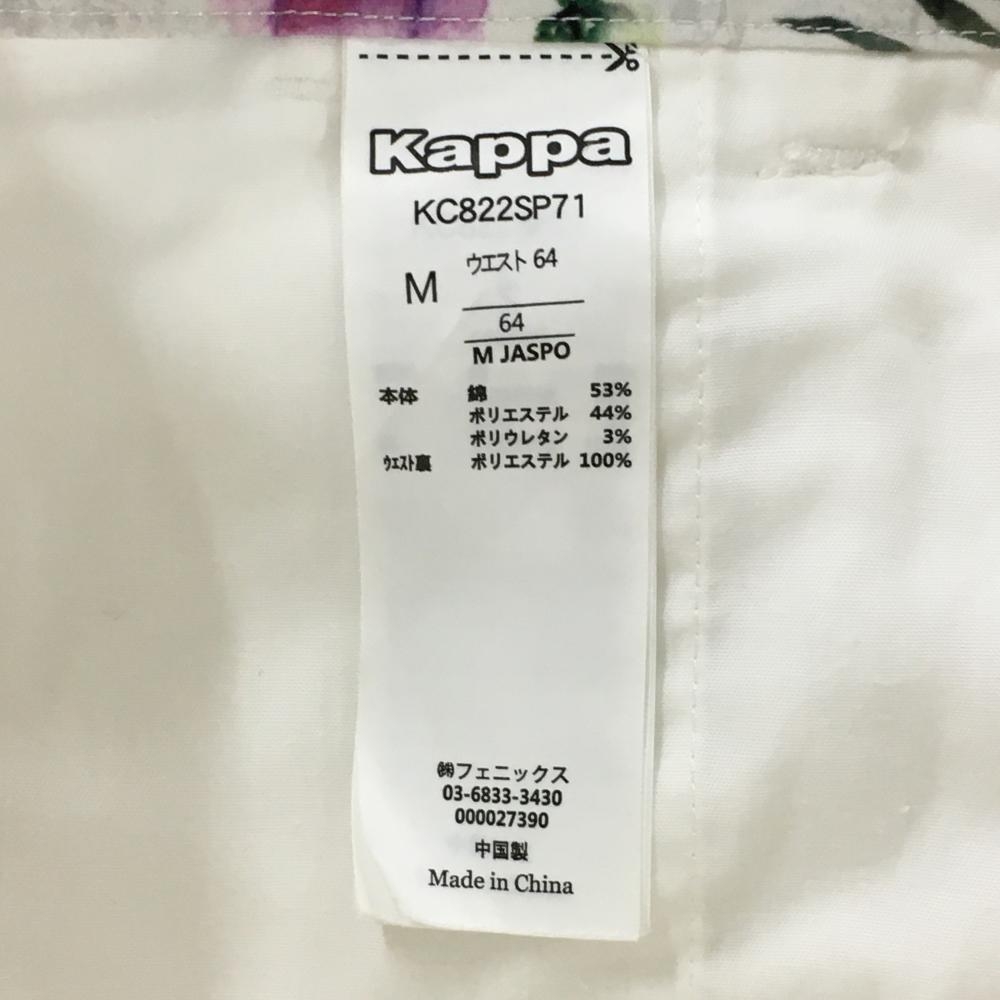 Kappa
KC822SP71
M
ウエスト 64
64
M JASPO
本体 綿 53%
ポリエステル 44%
ポリウレタン 3%
ウエスト裏 ポリエステル 100%
㈱フェニックス
03-6833-3430
000027390
中国製
Made in China